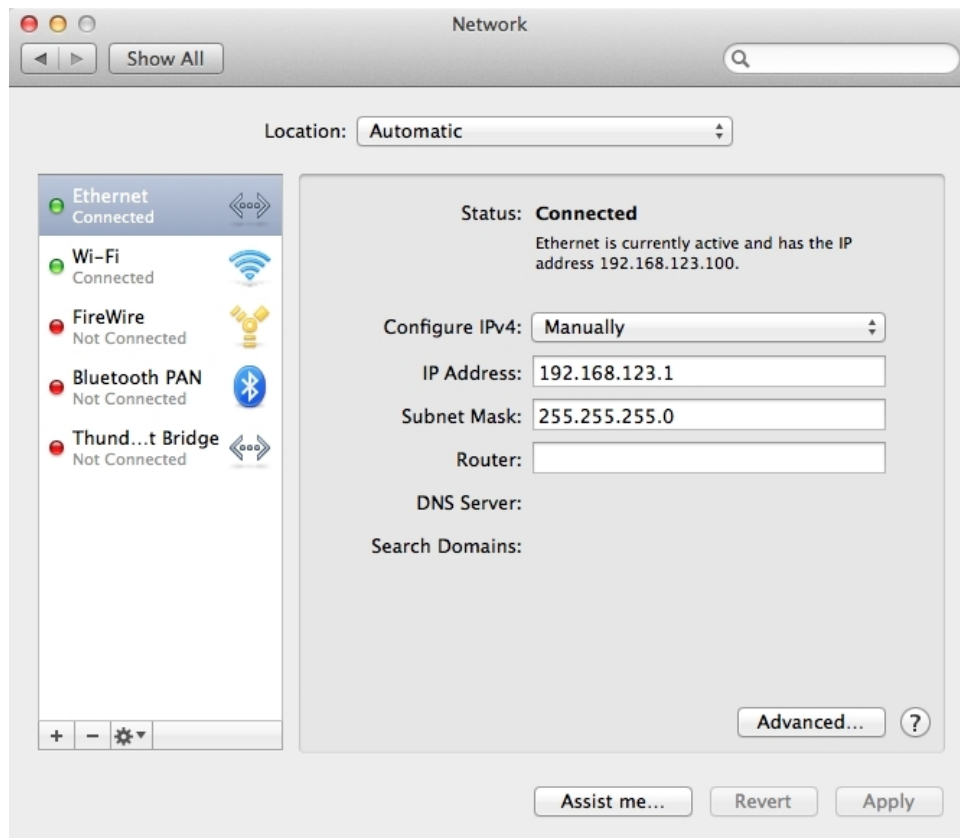 Network
Show All
Location: Automatic
Ethernet
Connected
Wi-Fi
Connected
FireWire
Not Connected
Bluetooth PAN
Not Connected
Thund...t Bridge
Not Connected
Status: Connected
Ethernet is currently active and has the IP
address 192.168.123.100.
Configure IPv4: Manually
IP Address: 192.168.123.1
Subnet Mask: 255.255.255.0
Router:
DNS Server:
Search Domains:
Advanced... ?
+ −
Assist me... Revert Apply